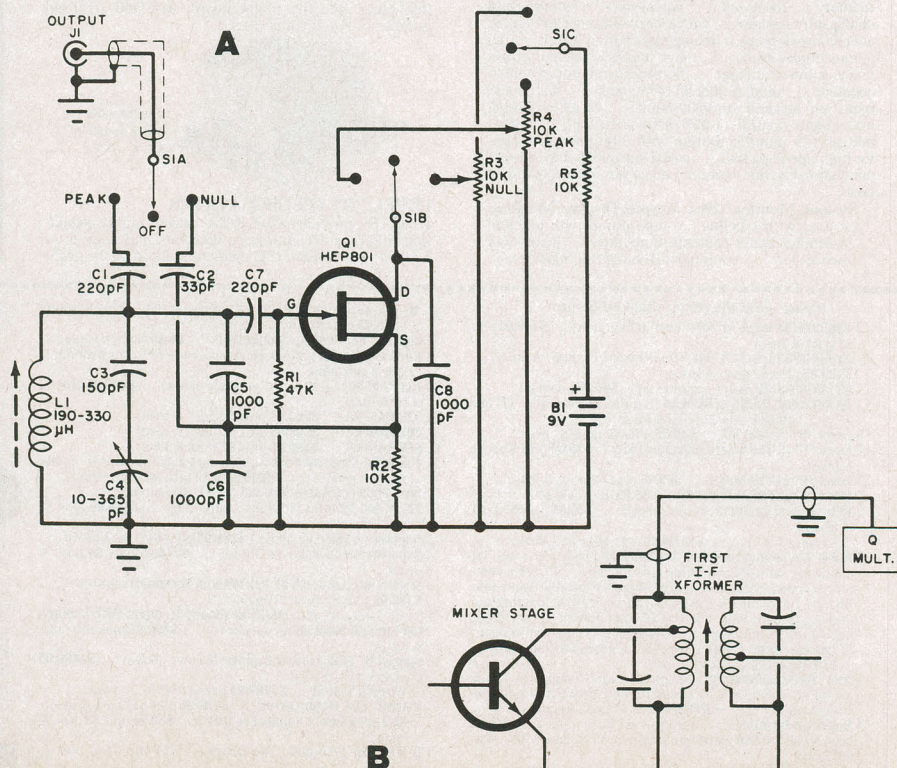 OUTPUT
J1
A
S1A
PEAK
NULL
OFF
C1
220pF
C2
33pF
C7
220pF
Q1
HEP801
G
D
S
S1B
S1C
R4
10K
PEAK
R3
10K
NULL
R5
10K
C3
150pF
C5
1000
pF
R1
47K
C8
1000
pF
L1
190-330
µH
C4
10-365
pF
C6
1000pF
R2
10K
+
B1
9V
Q
MULT.
FIRST
I-F
XFORMER
MIXER STAGE
B